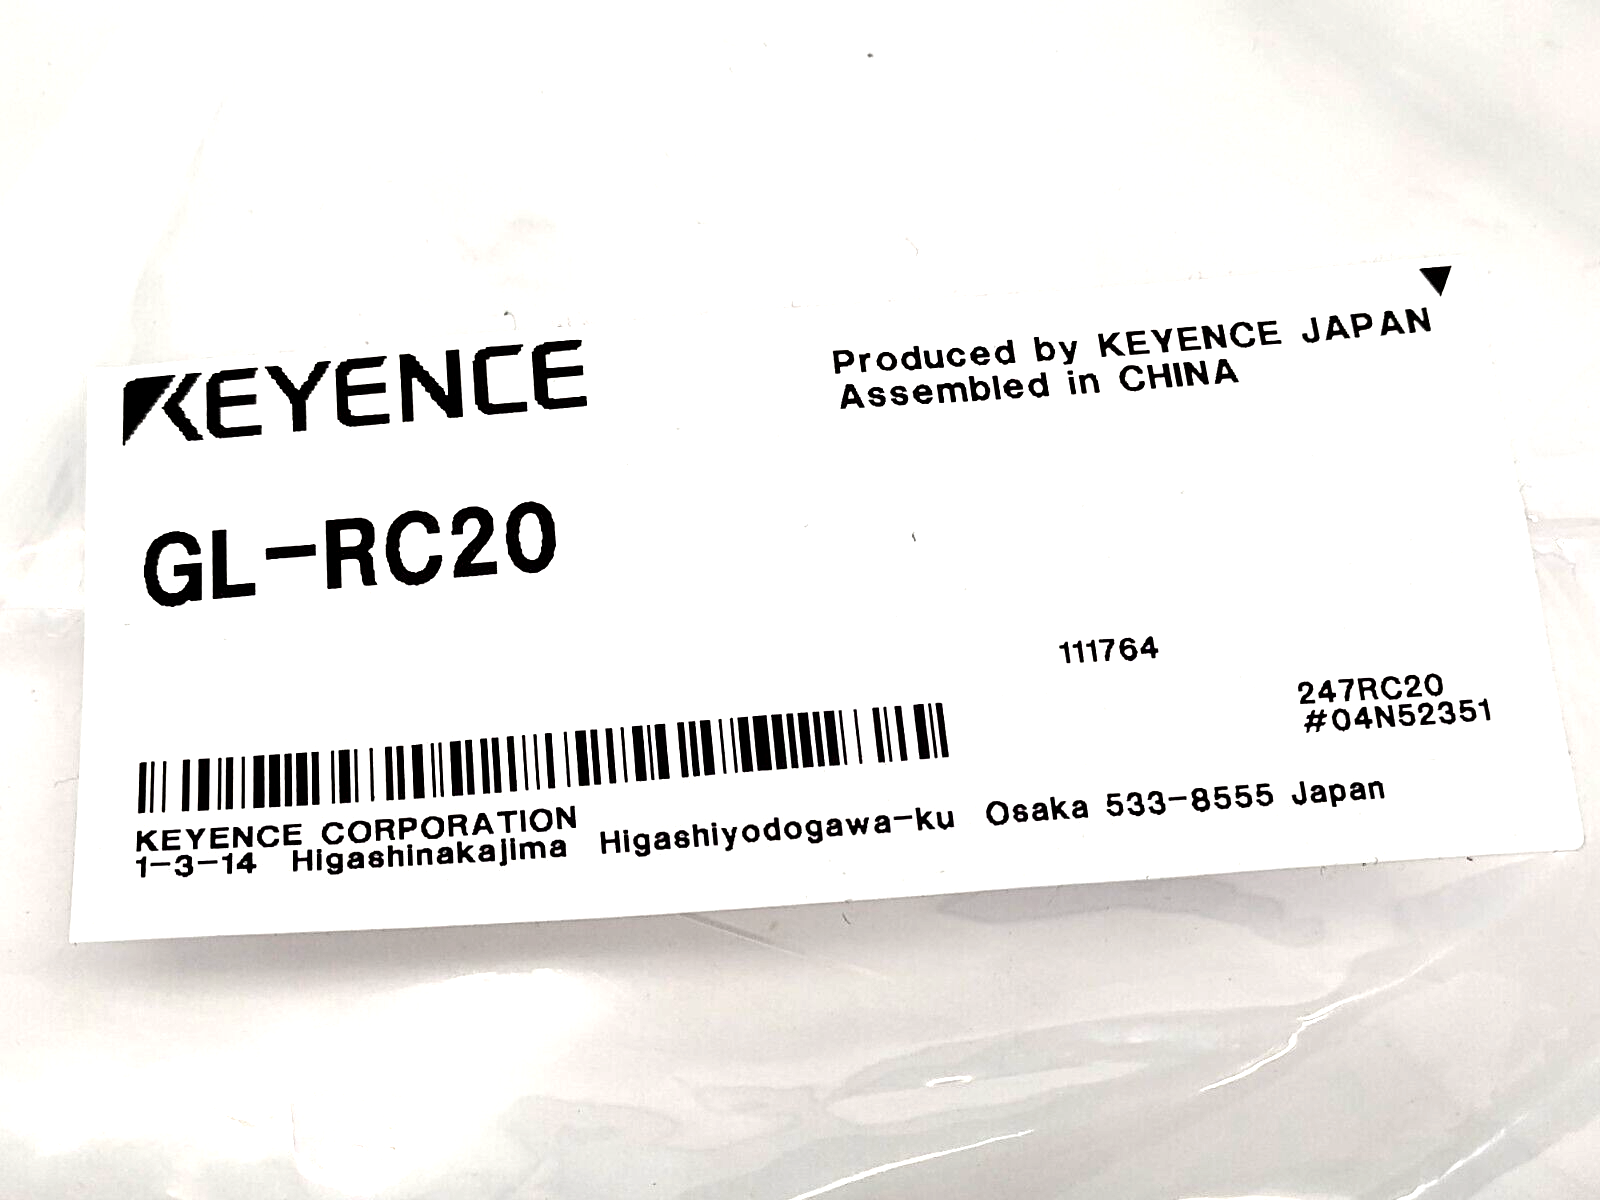 KEYENCE
Produced by KEYENCE JAPAN
Assembled in CHINA
GL-RC20
111764
247RC20
#04N52351
KEYENCE CORPORATION
1-3-14 Higashinakajima Higashiyodogawa-ku Osaka 533-8555 Japan